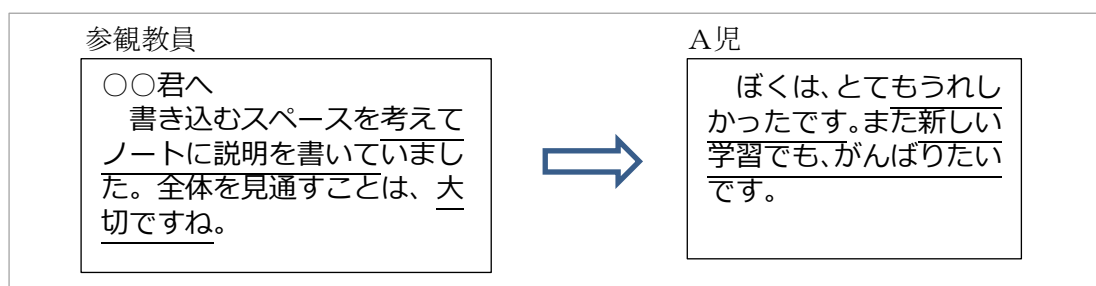 参観教員
○○君へ
書き込むスペースを考えて
ノートに説明を書いていまし
た。全体を見通すことは、大
切ですね。
A児
ぼくは、とてもうれし
かったです。また新しい
学習でも、がんばりたい
です。